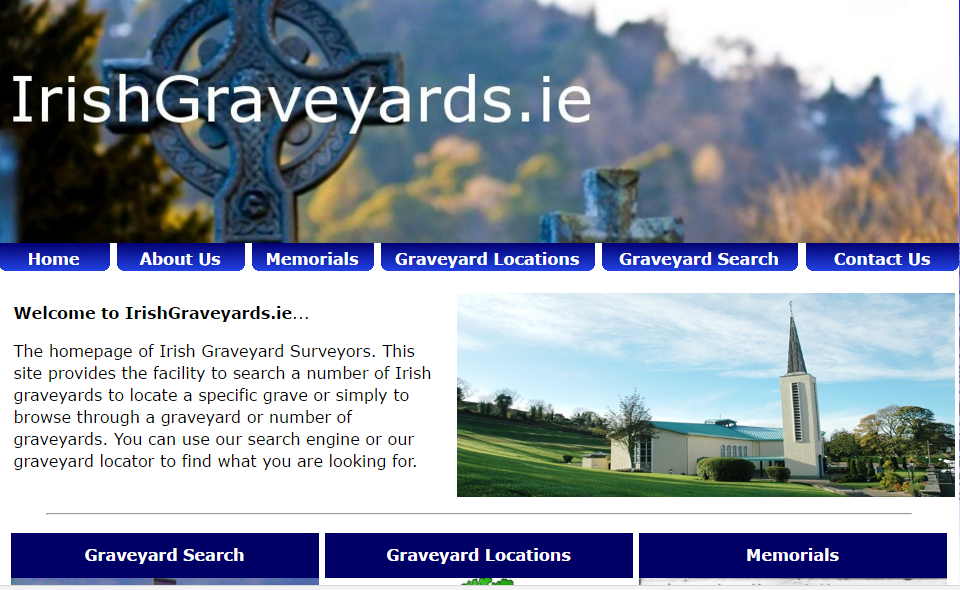 IrishGraveyards.ie
Home About Us Memorials Graveyard Locations Graveyard Search Contact Us
Welcome to IrishGraveyards.ie...
The homepage of Irish Graveyard Surveyors. This
site provides the facility to search a number of Irish
graveyards to locate a specific grave or simply to
browse through a graveyard or number of
graveyards. You can use our search engine or our
graveyard locator to find what you are looking for.
Graveyard Search Graveyard Locations Memorials